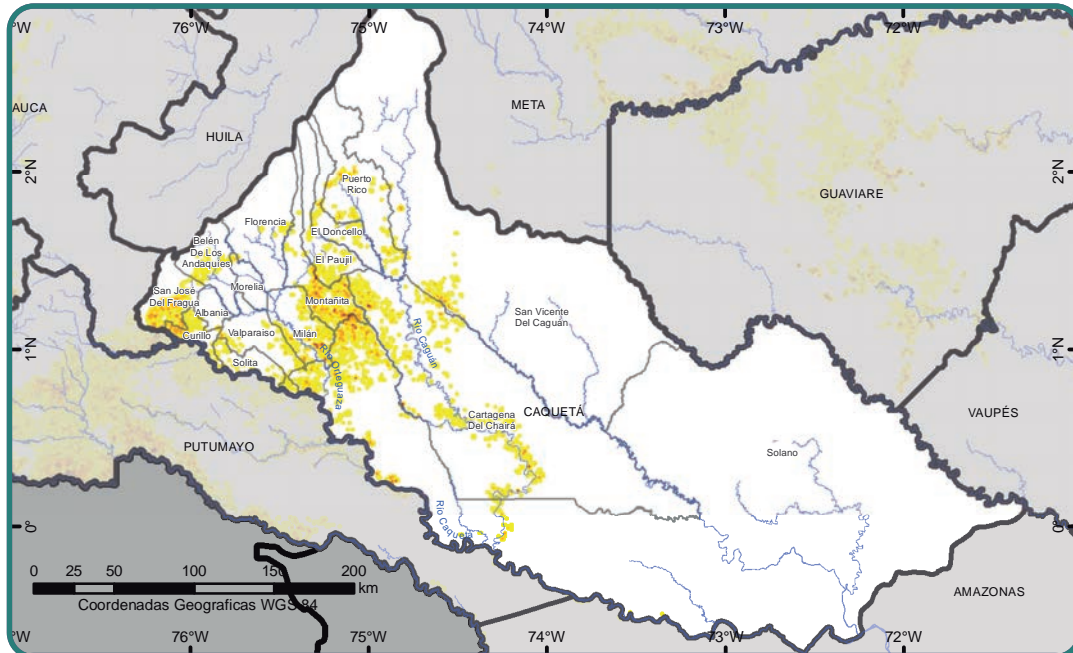 76°W
75°W
74°W
73°W
72°W
AUCA
HUILA
META
2°N
2°N
GUAVIARE
Puerto
Rico
Florencia
El Doncello
Belén
De Los
Andaquies
El Paujil
San José
Del Fragua
Morelia
Montañita
Albania
San Vicente
Del Caguán
Curillo
Valparaiso
Milán
Río Caguán
1°N
1°N
Solita
Río Orteguaza
Cartagena
Del Chairá
CAQUETÁ
VAUPÉS
PUTUMAYO
Solano
Río Caquetá
0°
0°
0 25 50 100 150 200
km
Coordenadas Geograficas WGS 84
AMAZONAS
76°W
75°W
74°W
73°W
72°W